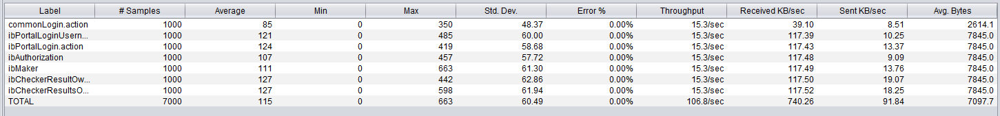 Label # Samples Average Min Max Std. Dev. Error % Throughput Received KB/sec Sent KB/sec Avg. Bytes
commonLogin.action 1000 85 0 350 48.37 0.00% 15.3/sec 39.10 8.51 2614.1
ibPortalLoginUsern... 1000 121 0 485 60.00 0.00% 15.3/sec 117.39 10.25 7845.0
ibPortalLogin.action 1000 124 0 419 58.68 0.00% 15.3/sec 117.43 13.37 7845.0
ibAuthorization 1000 107 0 457 57.72 0.00% 15.3/sec 117.48 9.09 7845.0
ibMaker 1000 111 0 663 61.30 0.00% 15.3/sec 117.49 13.76 7845.0
ibCheckerResultOw... 1000 127 0 442 62.86 0.00% 15.3/sec 117.50 19.07 7845.0
ibCheckerResultsO... 1000 127 0 598 61.94 0.00% 15.3/sec 117.52 18.25 7845.0
TOTAL 7000 115 0 663 60.49 0.00% 106.8/sec 740.26 91.84 7097.7